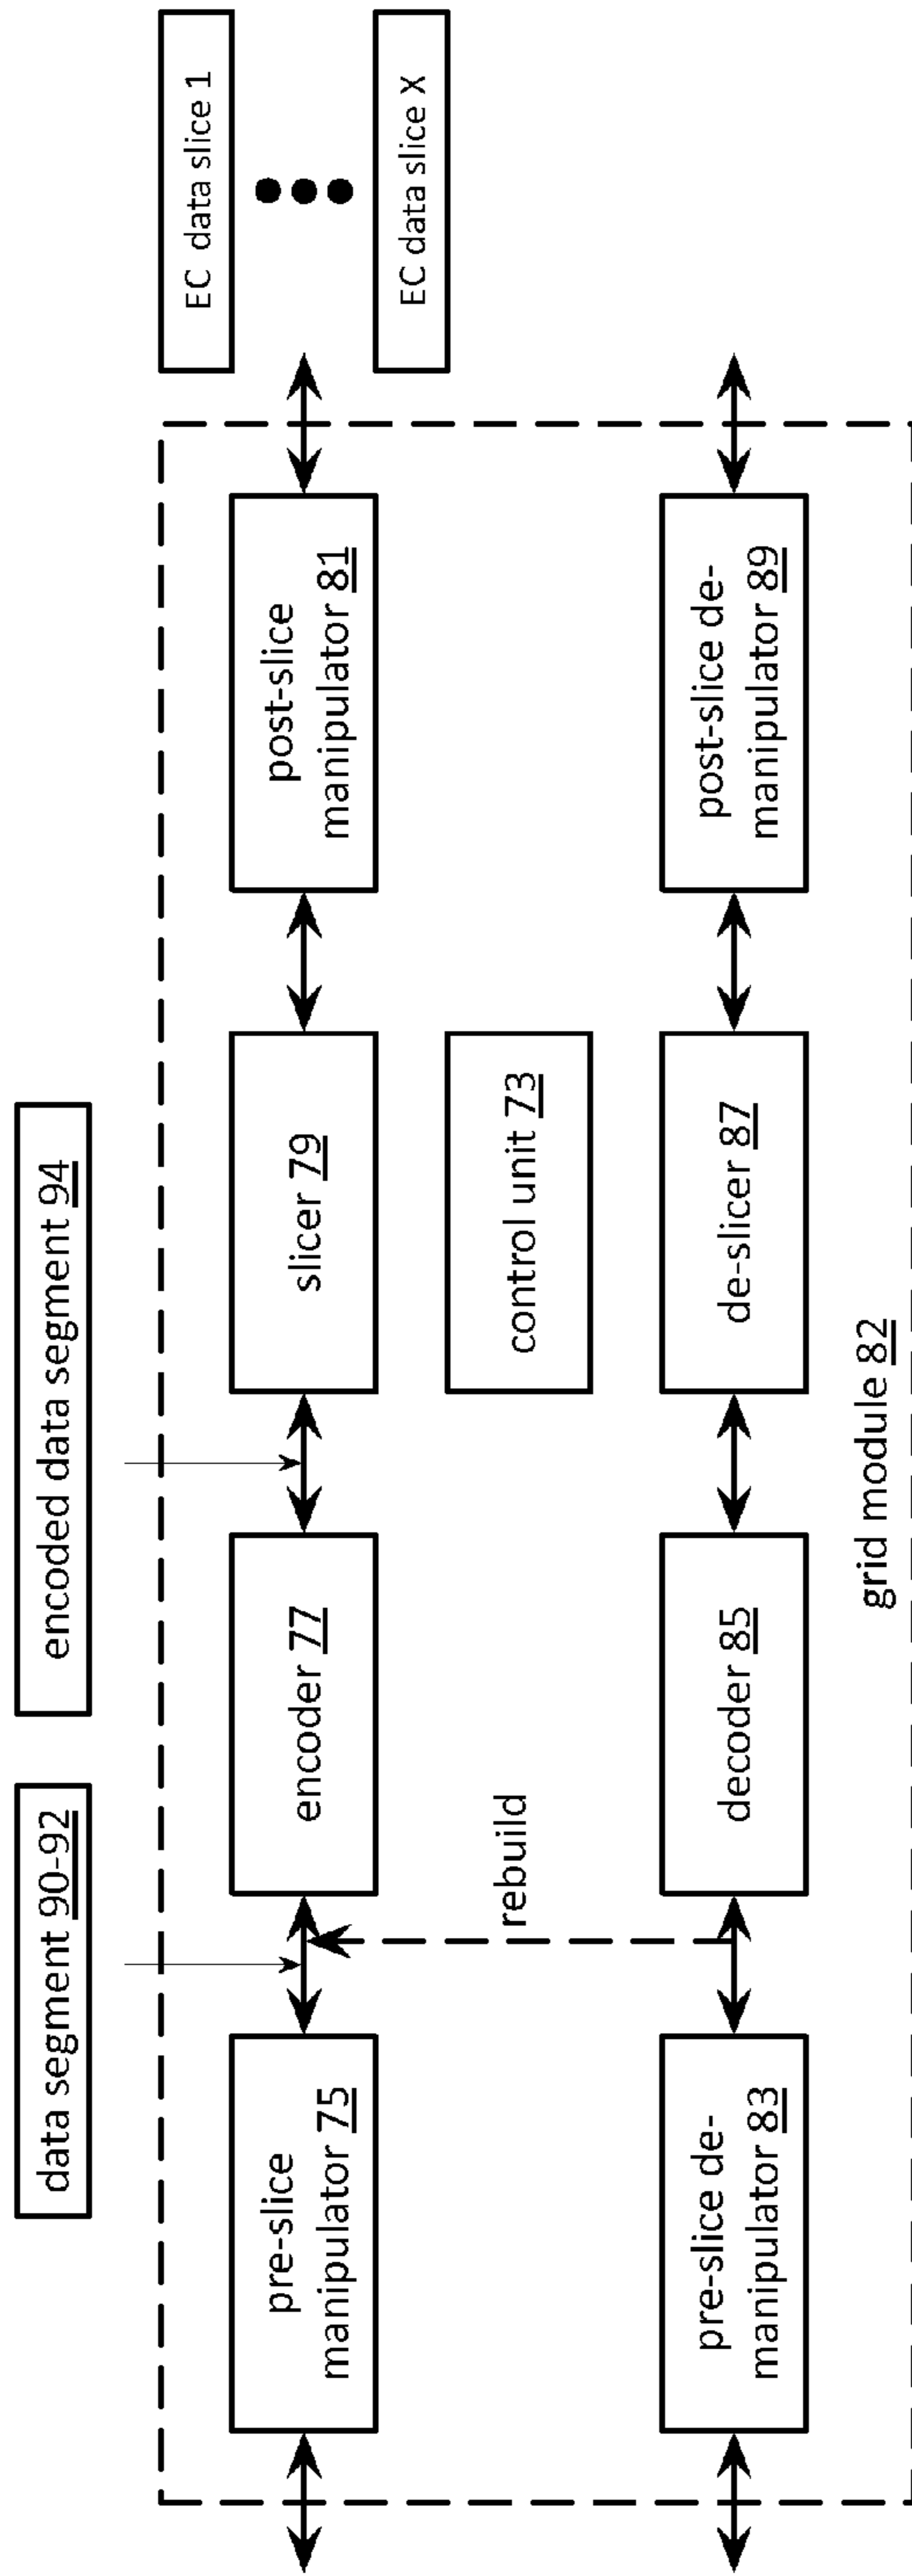 data segment 90-92
encoded data segment 94
pre-slice
manipulator 75
encoder 77
slicer 79
post-slice
manipulator 81
EC data slice 1
EC data slice X
rebuild
control unit 73
pre-slice de-
manipulator 83
decoder 85
de-slicer 87
post-slice de-
manipulator 89
grid module 82